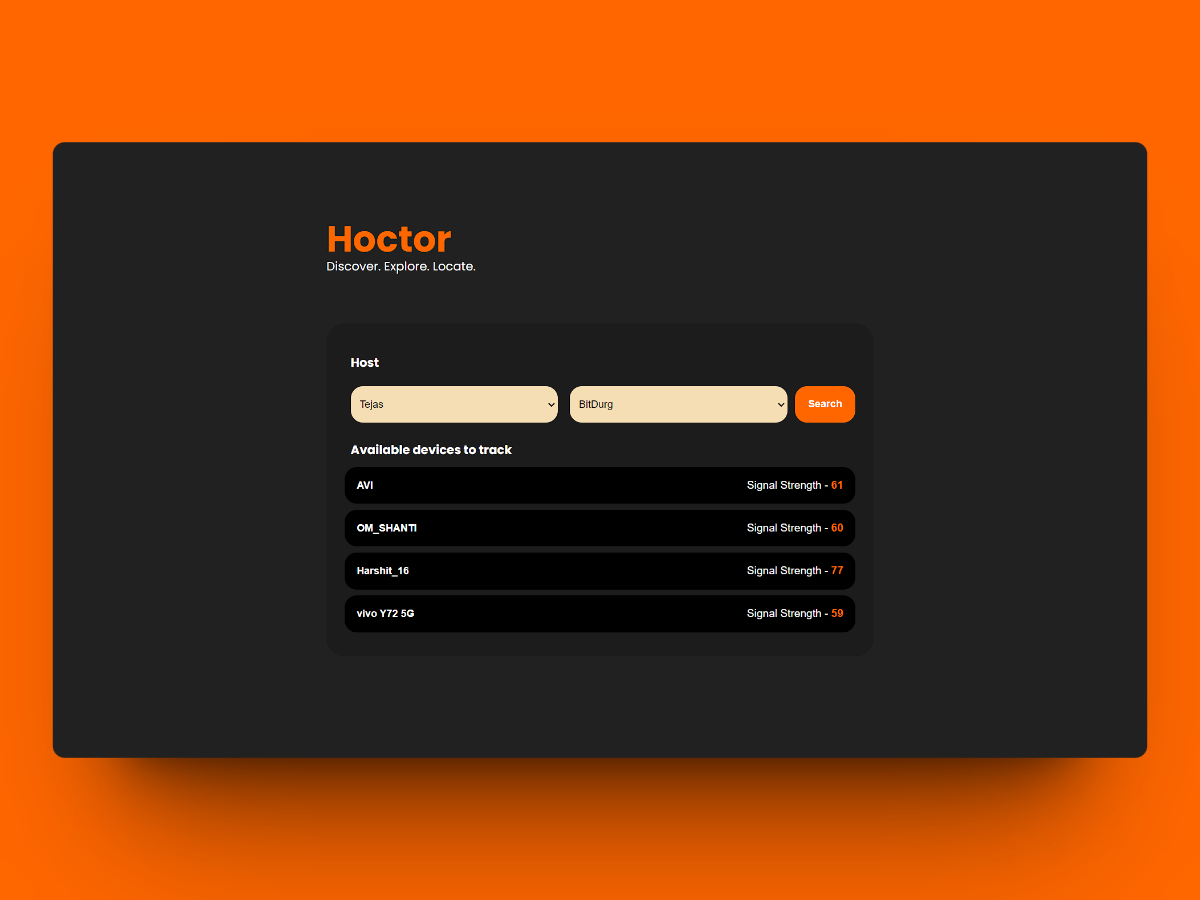 Hoctor
Discover. Explore. Locate.
Host
Tejas BitDurg Search
Available devices to track
AVI Signal Strength - 61
OM_SHANTI Signal Strength - 60
Harshit_16 Signal Strength - 77
vivo Y72 5G Signal Strength - 59